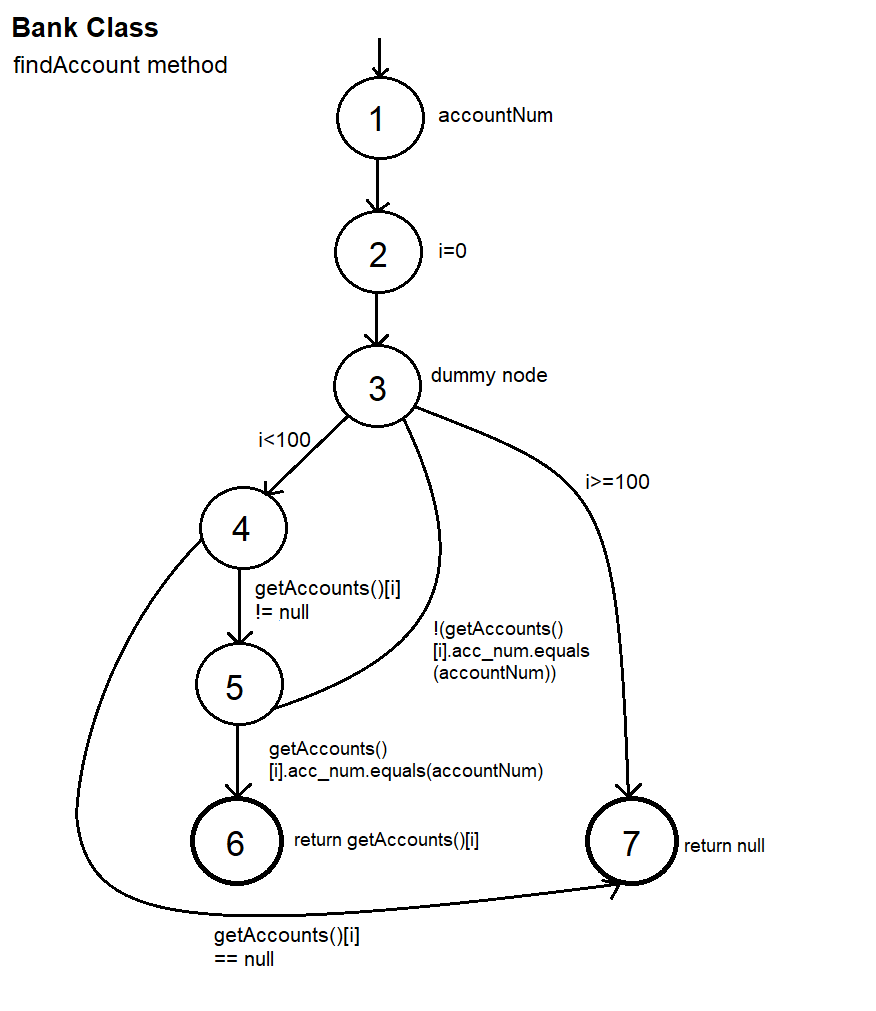 Bank Class
findAccount method
1
accountNum
2
i=0
3
dummy node
i<100
i>=100
4
getAccounts()[i]
!= null
!(getAccounts()
[i].acc_num.equals
(accountNum))
5
getAccounts()
[i].acc_num.equals(accountNum)
6
return getAccounts()[i]
7
return null
getAccounts()[i]
== null